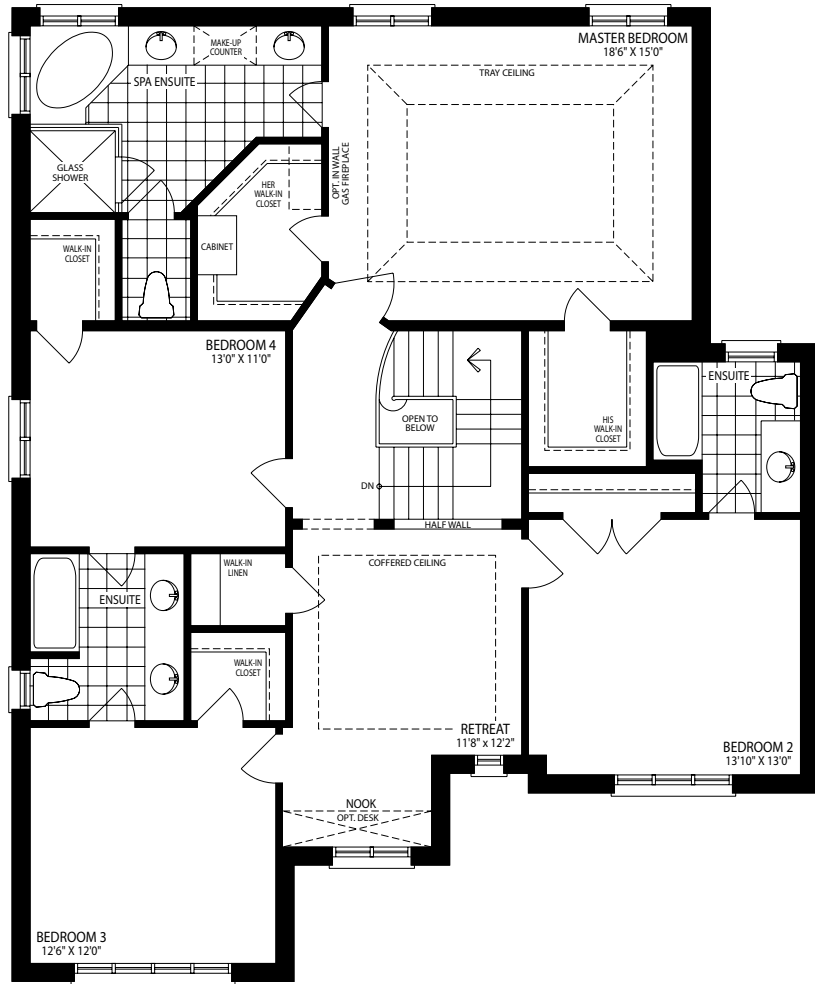 MAKE-UP
COUNTER
MASTER BEDROOM
18'6" X 15'0"
SPA ENSUITE
TRAY CEILING
GLASS
SHOWER
OPT. IN WALL
GAS FIREPLACE
HER
WALK-IN
CLOSET
CABINET
WALK-IN
CLOSET
BEDROOM 4
13'0" X 11'0"
ENSUITE
OPEN TO
BELOW
HIS
WALK-IN
CLOSET
DN
HALF WALL
WALK-IN
LINEN
COFFERED CEILING
ENSUITE
WALK-IN
CLOSET
RETREAT
11'8" x 12'2"
BEDROOM 2
13'10" X 13'0"
NOOK
OPT. DESK
BEDROOM 3
12'6" X 12'0"